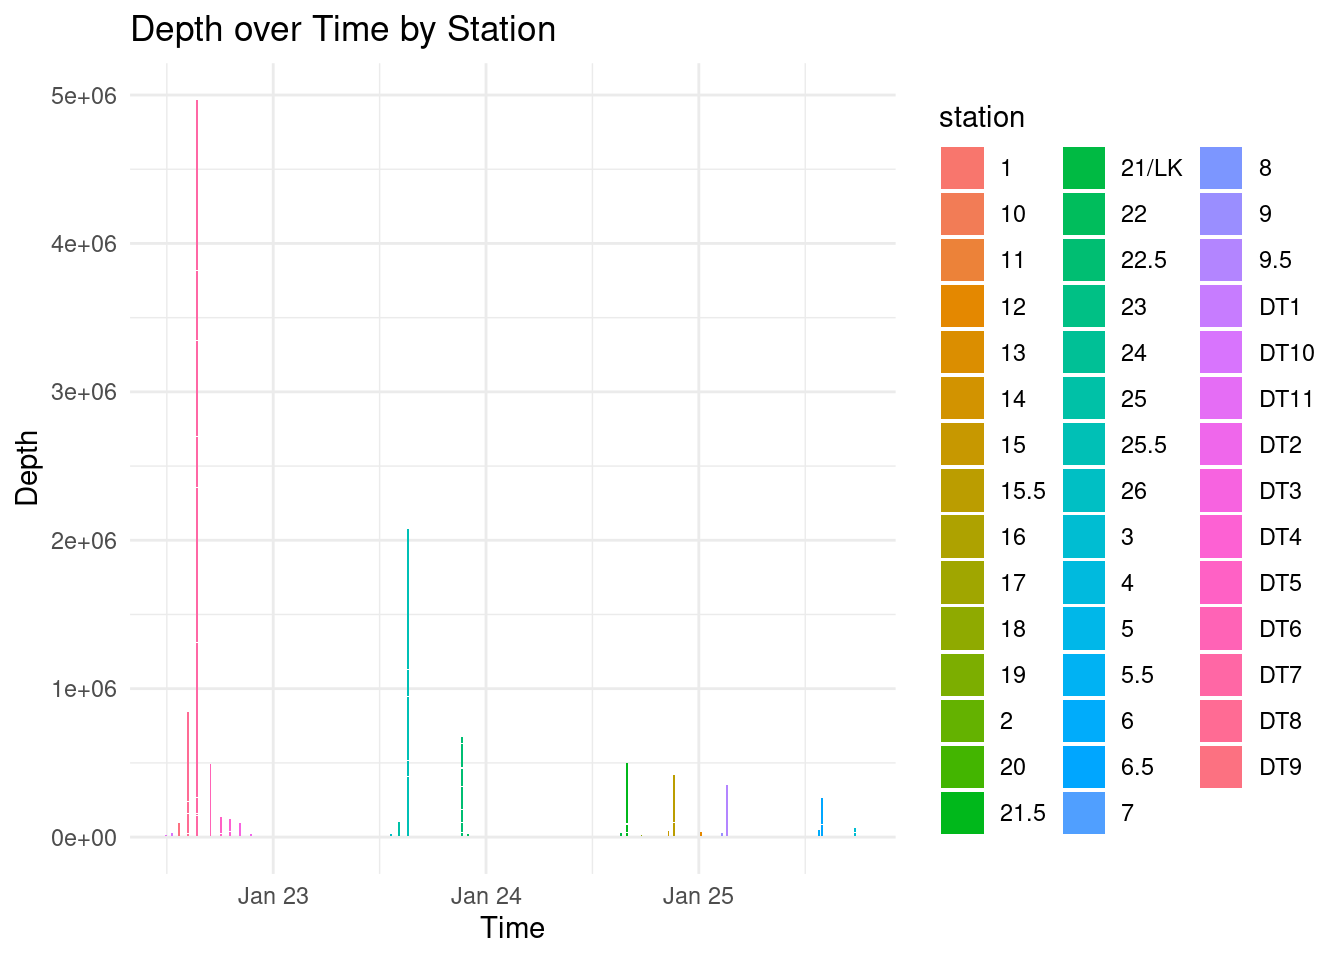 Depth over Time by Station
5e+06
4e+06
3e+06
2e+06
1e+06
0e+00
Depth
Jan 23
Jan 24
Jan 25
Time
station
1
10
11
12
13
14
15
15.5
16
17
18
19
2
20
21.5
21/LK
22
22.5
23
24
25
25.5
26
3
4
5
5.5
6
6.5
7
8
9
9.5
DT1
DT10
DT11
DT2
DT3
DT4
DT5
DT6
DT7
DT8
DT9